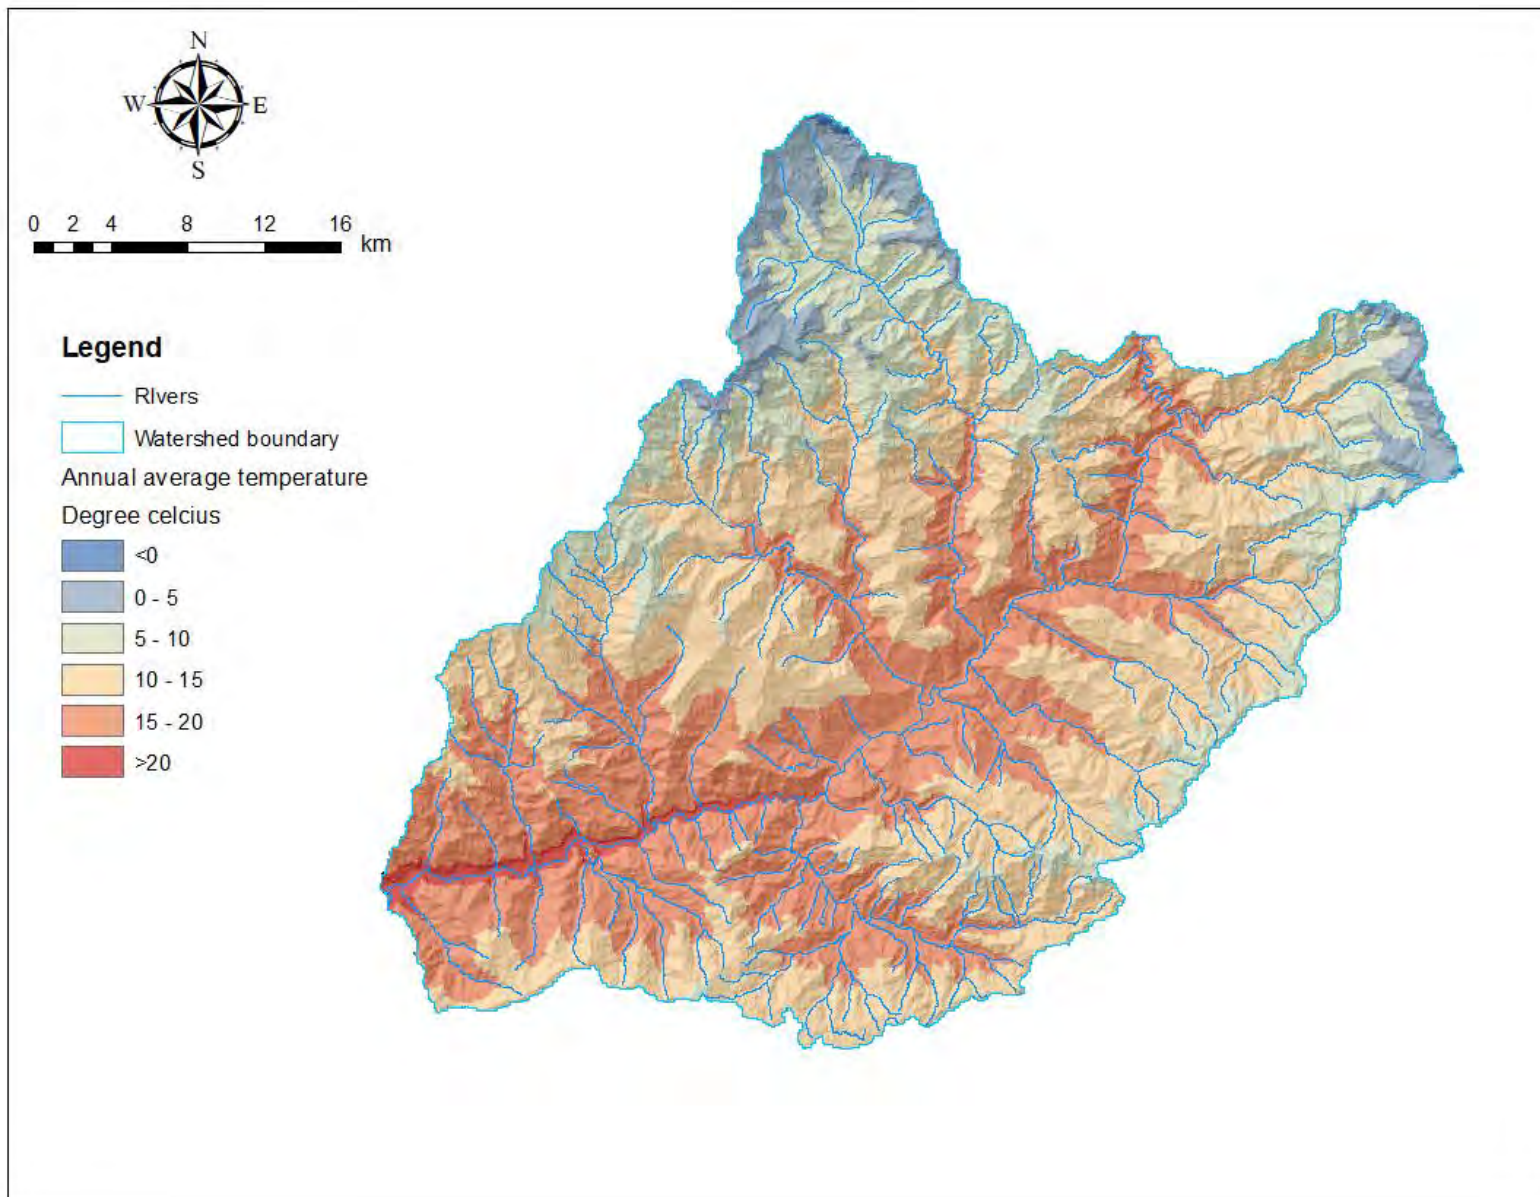 N
W E
S
0 2 4 8 12 16
km
Legend
RIvers
Watershed boundary
Annual average temperature
Degree celcius
<0
0 - 5
5 - 10
10 - 15
15 - 20
>20